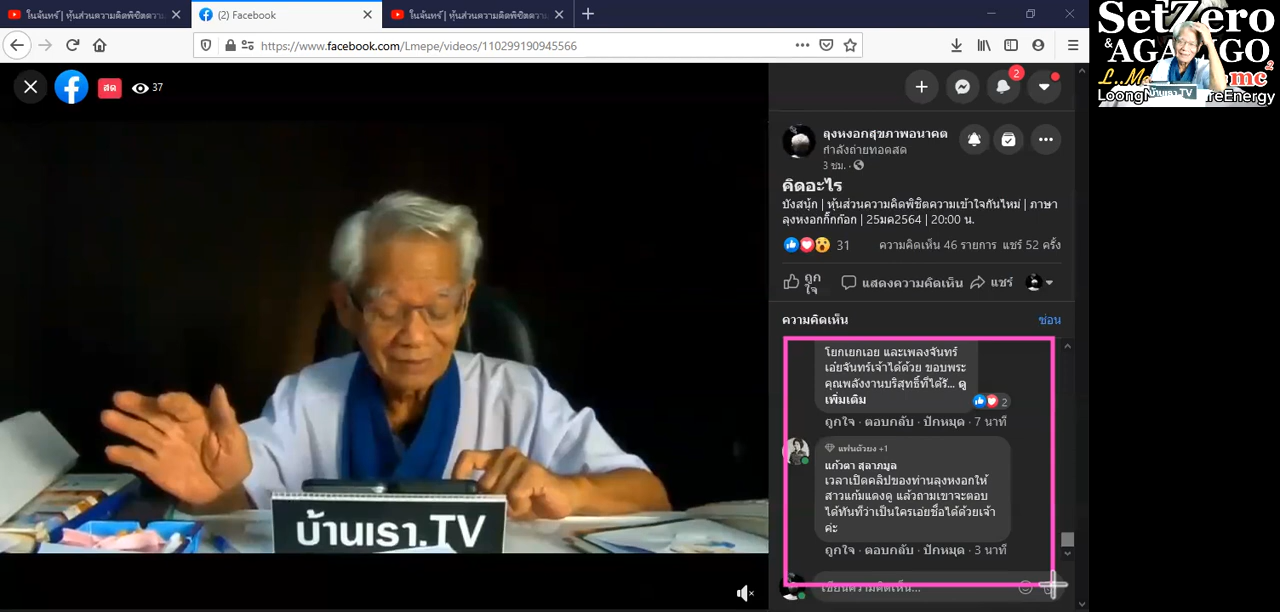 ในจันทร์ | หุ้นส่วนความคิดพิชิตความ
(2) Facebook
ในจันทร์ | หุ้นส่วนความคิดพิชิตความ
https://www.facebook.com/Lmepe/videos/110299190945566
SetZero
&AGA
GO
mc
Loong
reEnergy
บ้านเรา.TV
สด
37
2
ลุงหงอกสุขภาพอนาคต
กำลังถ่ายทอดสด
3 ชม.
คิดอะไร
บังสนุ้ก | หุ้นส่วนความคิดพิชิตความเข้าใจกันไหม่ | ภาษา
ลุงหงอกกิ๊กก๊อก | 25มค2564 | 20:00 น.
31
ความคิดเห็น 46 รายการ แชร์ 52 ครั้ง
ถูก
ใจ
แสดงความคิดเห็น
แชร์
ความคิดเห็น
ซ่อน
โยกเยกเอย และเพลงจันทร์
เอ๋ยจันทร์เจ้าได้ด้วย ขอบพระ
คุณพลังงานบริสุทธิ์ที่ได้รั... ดู
เพิ่มเติม
2
ถูกใจ · ตอบกลับ · ปักหมุด · 7 นาที
แฟนตัวยง +1
แก้วตา สุลาภมูล
เวลาเปิดคลิปของท่านลุงหงอกให้
สาวแก้มแดงดู แล้วถามเขาจะตอบ
ได้ทันทีว่าเป็นใครเอ่ยชื่อได้ด้วยเจ้า
ค่ะ
ถูกใจ · ตอบกลับ · ปักหมุด · 3 นาที
เขียนความคิดเห็น...
บ้านเรา.TV